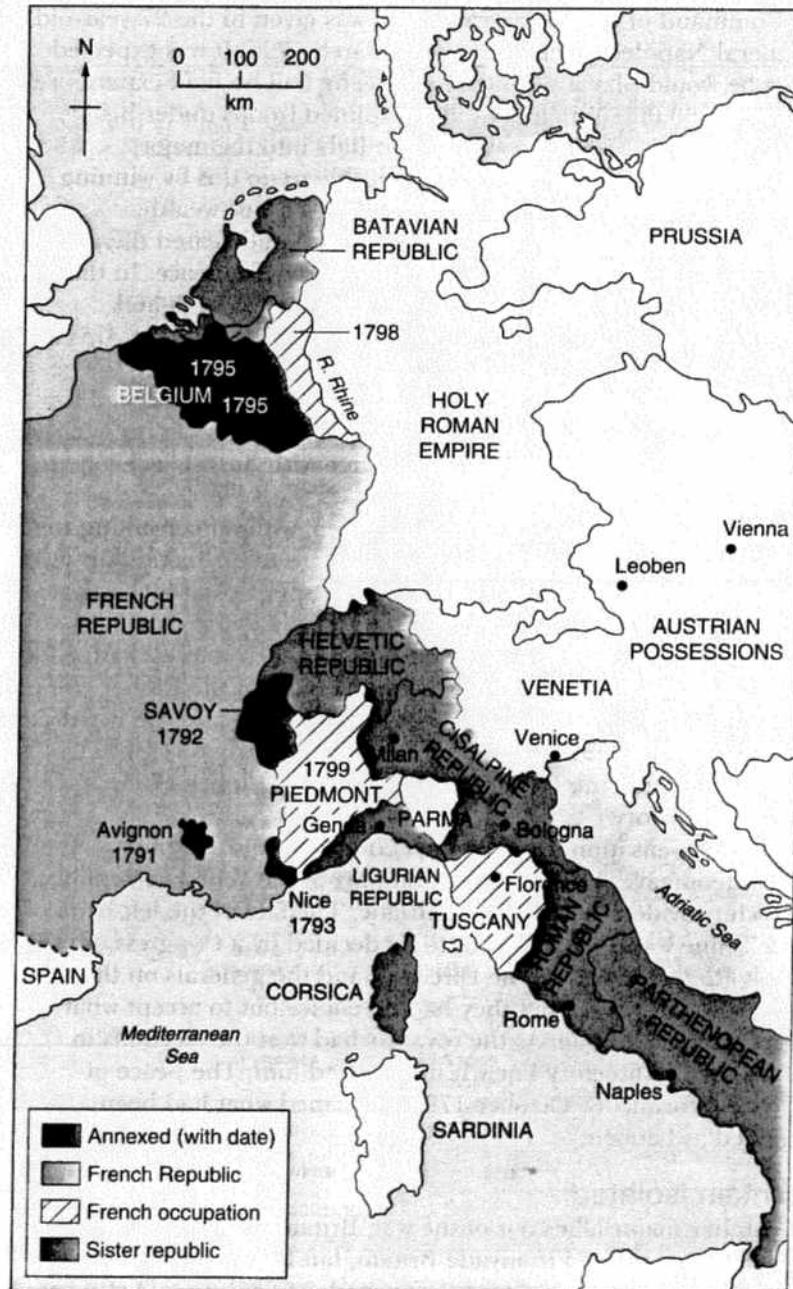 N
0 100 200
km
BATAVIAN
REPUBLIC
PRUSSIA
1798
1795
BELGIUM
1795
R. Rhine
HOLY
ROMAN
EMPIRE
Vienna
Leoben
FRENCH
REPUBLIC
AUSTRIAN
POSSESSIONS
HELVETIC
REPUBLIC
SAVOY
1792
VENETIA
Venice
Milan
CISALPINE
REPUBLIC
1799
PIEDMONT
PARMA
Genoa
Bologna
Avignon
1791
LIGURIAN
REPUBLIC
Nice
1793
Florence
TUSCANY
ROMAN
REPUBLIC
Adriatic Sea
SPAIN
CORSICA
Rome
PARTHENOPEAN
REPUBLIC
Mediterranean
Sea
Naples
SARDINIA
Annexed (with date)
French Republic
French occupation
Sister republic